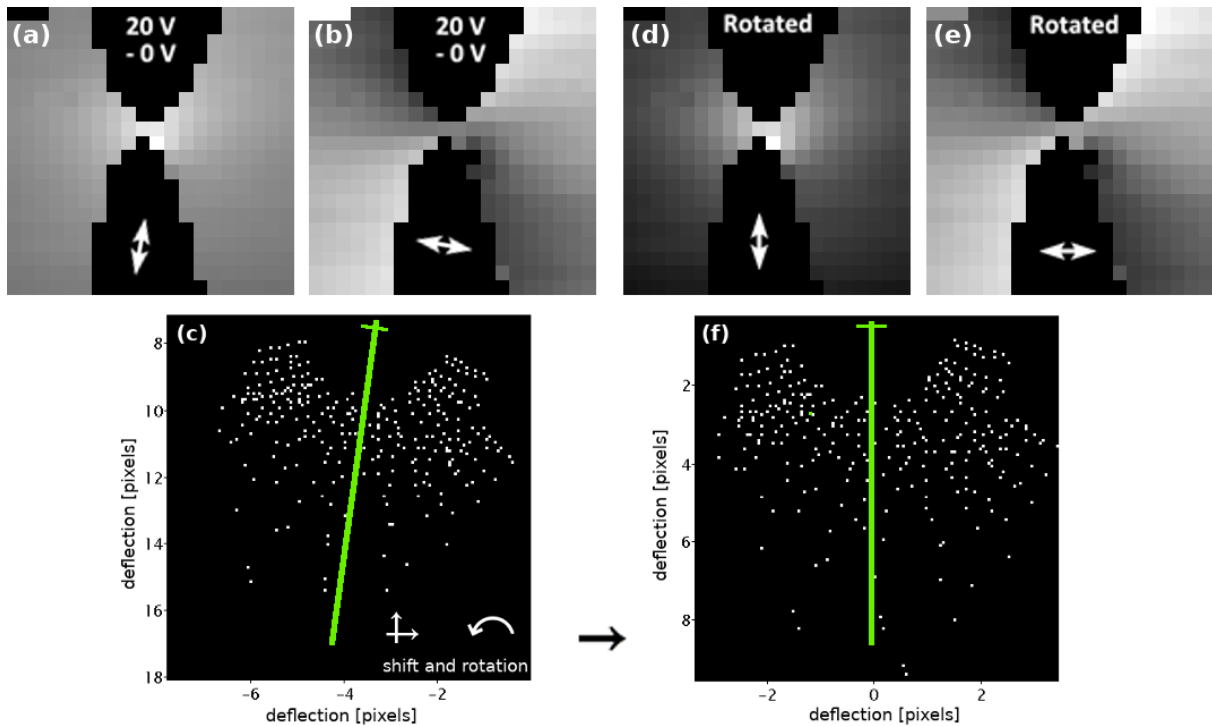 (a)
20 V
- 0 V
(b)
20 V
- 0 V
(d)
Rotated
(e)
Rotated
(c)
8
10
12
14
16
18
deflection [pixels]
-6
-4
-2
deflection [pixels]
shift and rotation
(f)
2
4
6
8
deflection [pixels]
-2
0
2
deflection [pixels]